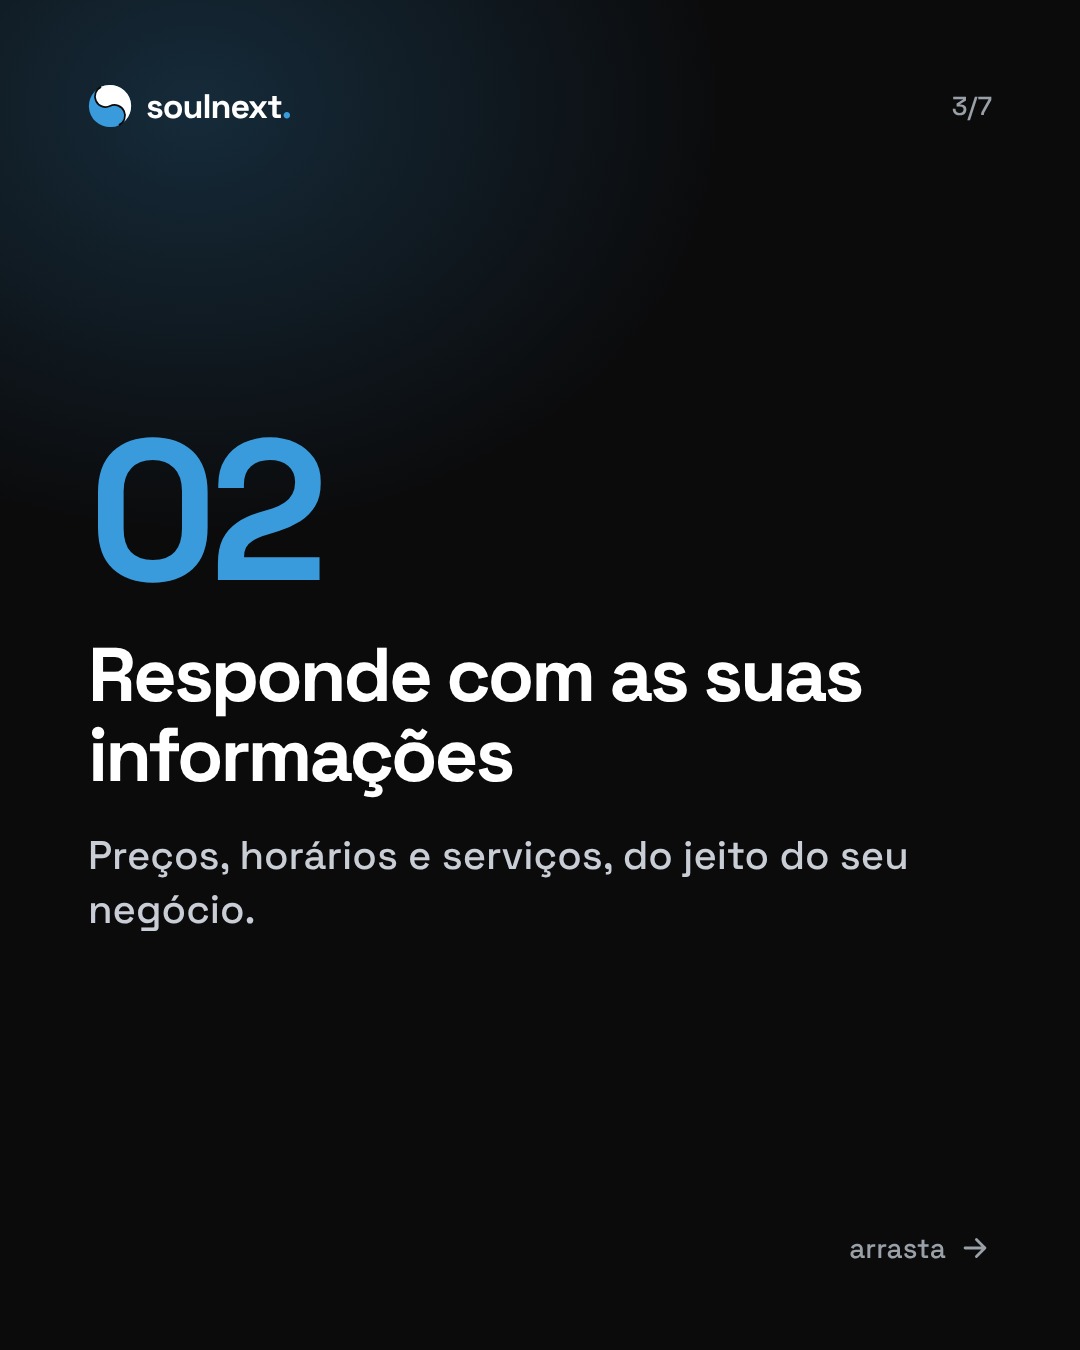 soulnext.
3/7
02
Responde com as suas
informações
Preços, horários e serviços, do jeito do seu
negócio.
arrasta →